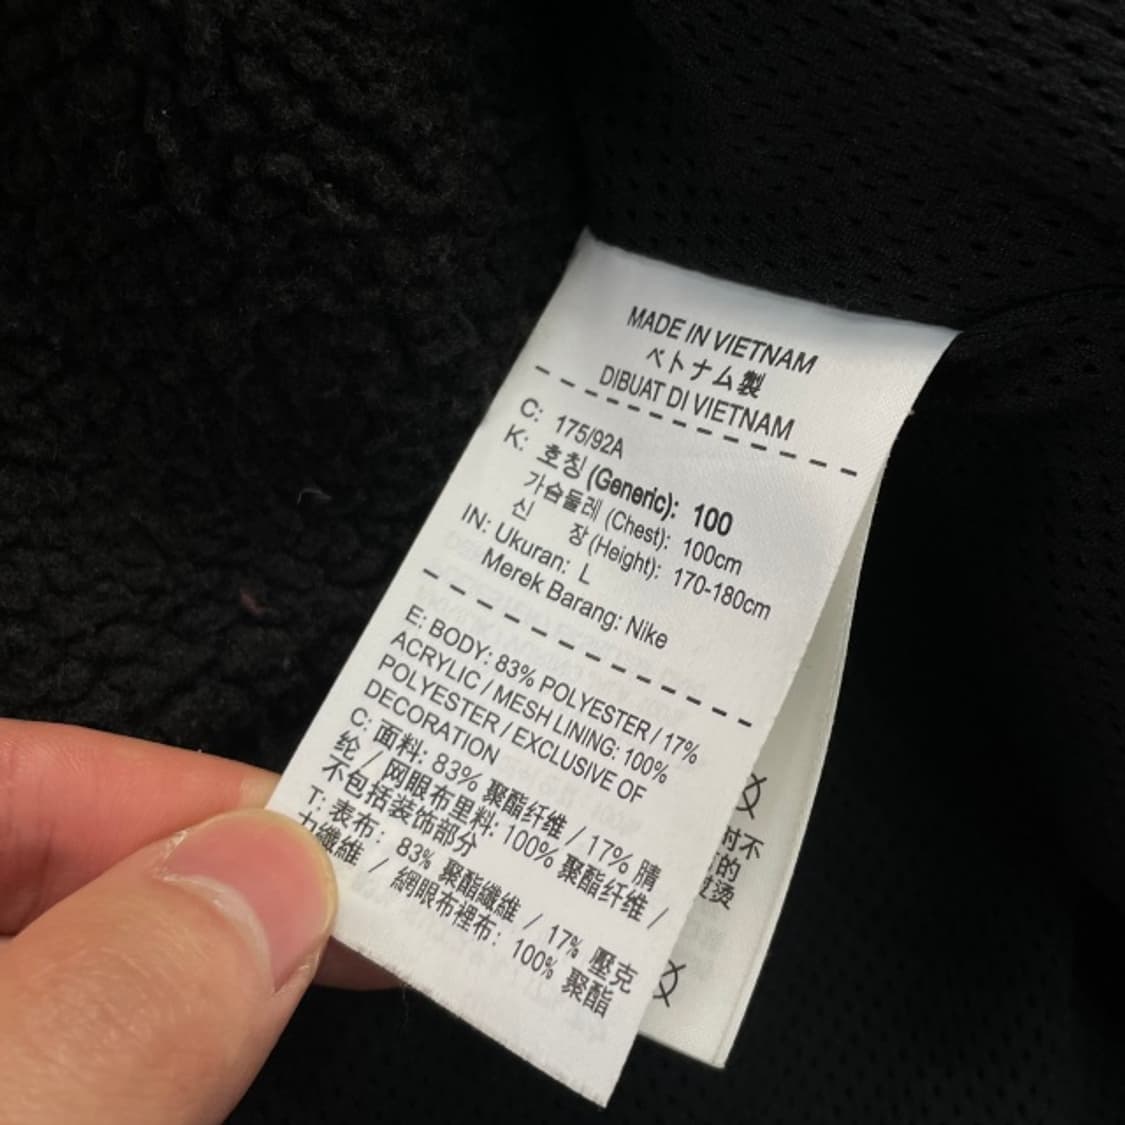 MADE IN VIETNAM
ベトナム製
DIBUAT DI VIETNAM
C: 175/92A
K: 호칭 (Generic): 100
가슴둘레 (Chest): 100cm
신 장 (Height): 170-180cm
IN: Ukuran: L
Merek Barang: Nike
E: BODY: 83% POLYESTER / 17%
ACRYLIC / MESH LINING: 100%
POLYESTER / EXCLUSIVE OF
DECORATION
C: 面料: 83% 聚酯纤维 / 17% 腈
纶 / 网眼布里料: 100% 聚酯纤维 /
不包括装饰部分
T: 表布: 83% 聚酯纖維 / 17% 壓克
力纖維 / 網眼布裡布: 100% 聚酯
时不
的
烫